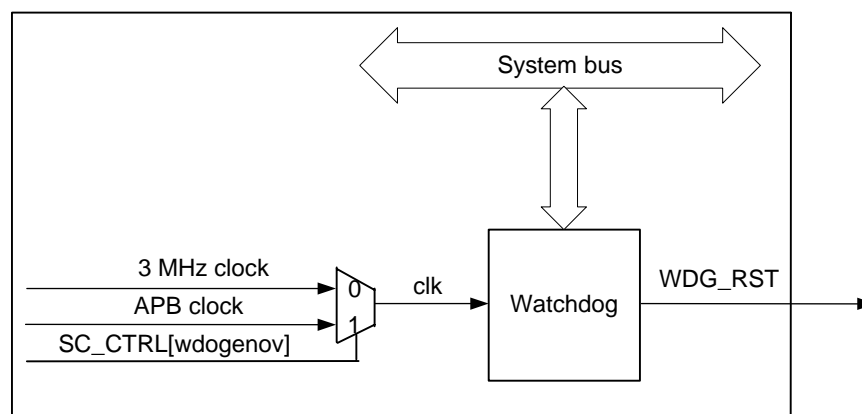 System bus
3 MHz clock
0
clk
WDG_RST
APB clock
1
Watchdog
SC_CTRL[wdogenov]